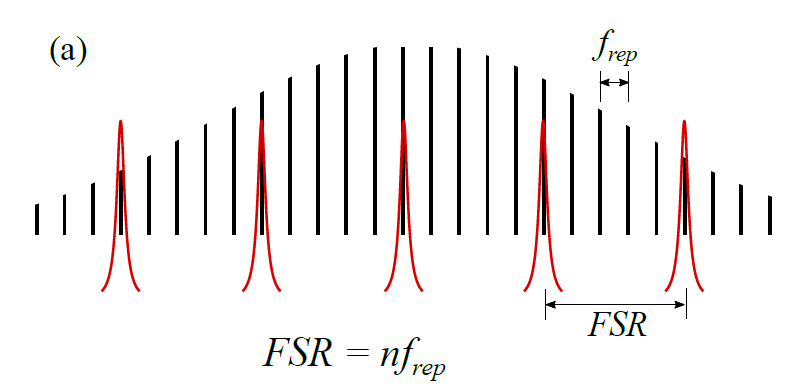 (a)
f_rep
FSR
FSR = nf_rep